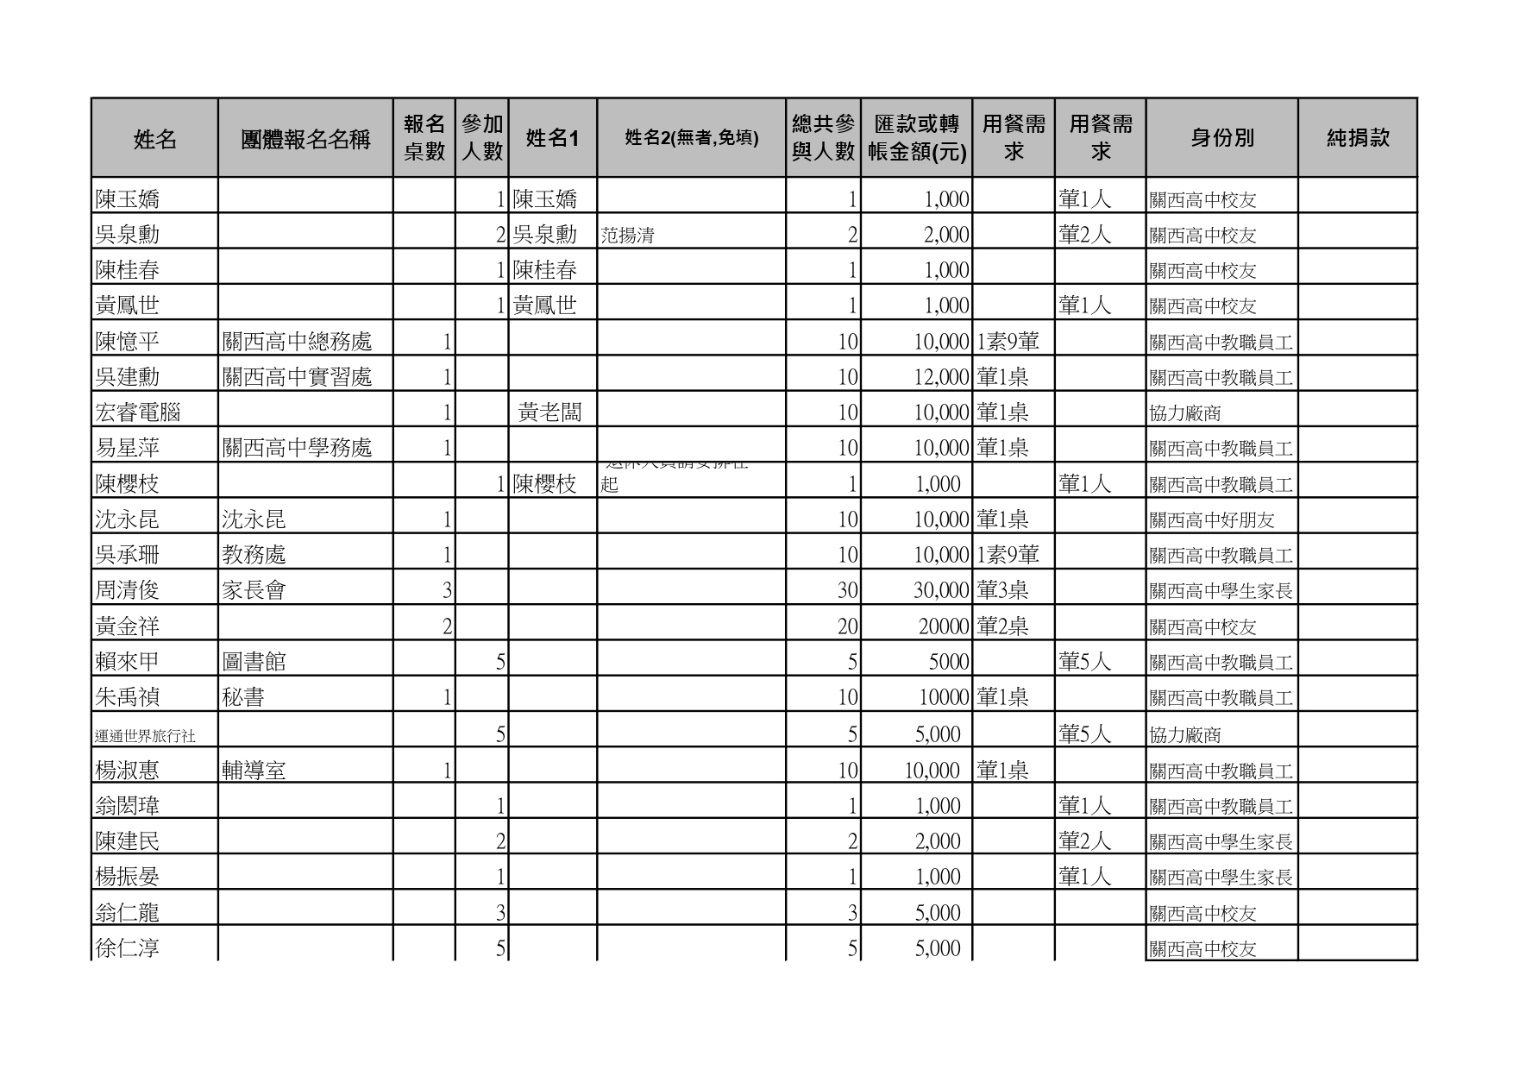 姓名 團體報名名稱 報名桌數 參加人數 姓名1 姓名2(無者,免填) 總共參與人數 匯款或轉帳金額(元) 用餐需求 用餐需求 身份別 純捐款
陳玉嬌 1 陳玉嬌 1 1,000 葷1人 關西高中校友
吳泉勳 2 吳泉勳 范揚清 2 2,000 葷2人 關西高中校友
陳桂春 1 陳桂春 1 1,000 關西高中校友
黃鳳世 1 黃鳳世 1 1,000 葷1人 關西高中校友
陳憶平 關西高中總務處 1 10 10,000 1素9葷 關西高中教職員工
吳建勳 關西高中實習處 1 10 12,000 葷1桌 關西高中教職員工
宏睿電腦 1 黃老闆 10 10,000 葷1桌 協力廠商
易星萍 關西高中學務處 1 10 10,000 葷1桌 關西高中教職員工
陳櫻枝 1 陳櫻枝 起 1 1,000 葷1人 關西高中教職員工
沈永昆 沈永昆 1 10 10,000 葷1桌 關西高中好朋友
吳承珊 教務處 1 10 10,000 1素9葷 關西高中教職員工
周清俊 家長會 3 30 30,000 葷3桌 關西高中學生家長
黃金祥 2 20 20000 葷2桌 關西高中校友
賴來甲 圖書館 5 5 5000 葷5人 關西高中教職員工
朱禹禎 秘書 1 10 10000 葷1桌 關西高中教職員工
運通世界旅行社 5 5 5,000 葷5人 協力廠商
楊淑惠 輔導室 1 10 10,000 葷1桌 關西高中教職員工
翁閎瑋 1 1 1,000 葷1人 關西高中教職員工
陳建民 2 2 2,000 葷2人 關西高中學生家長
楊振晏 1 1 1,000 葷1人 關西高中學生家長
翁仁龍 3 3 5,000 關西高中校友
徐仁淳 5 5 5,000 關西高中校友